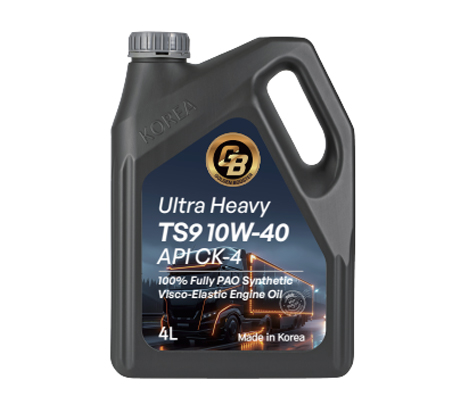 KOREA
GB
Ultra Heavy
TS9 10W-40
API CK-4
100% Fully PAO Synthetic
Visco-Elastic Engine Oil
4L
Made in Korea